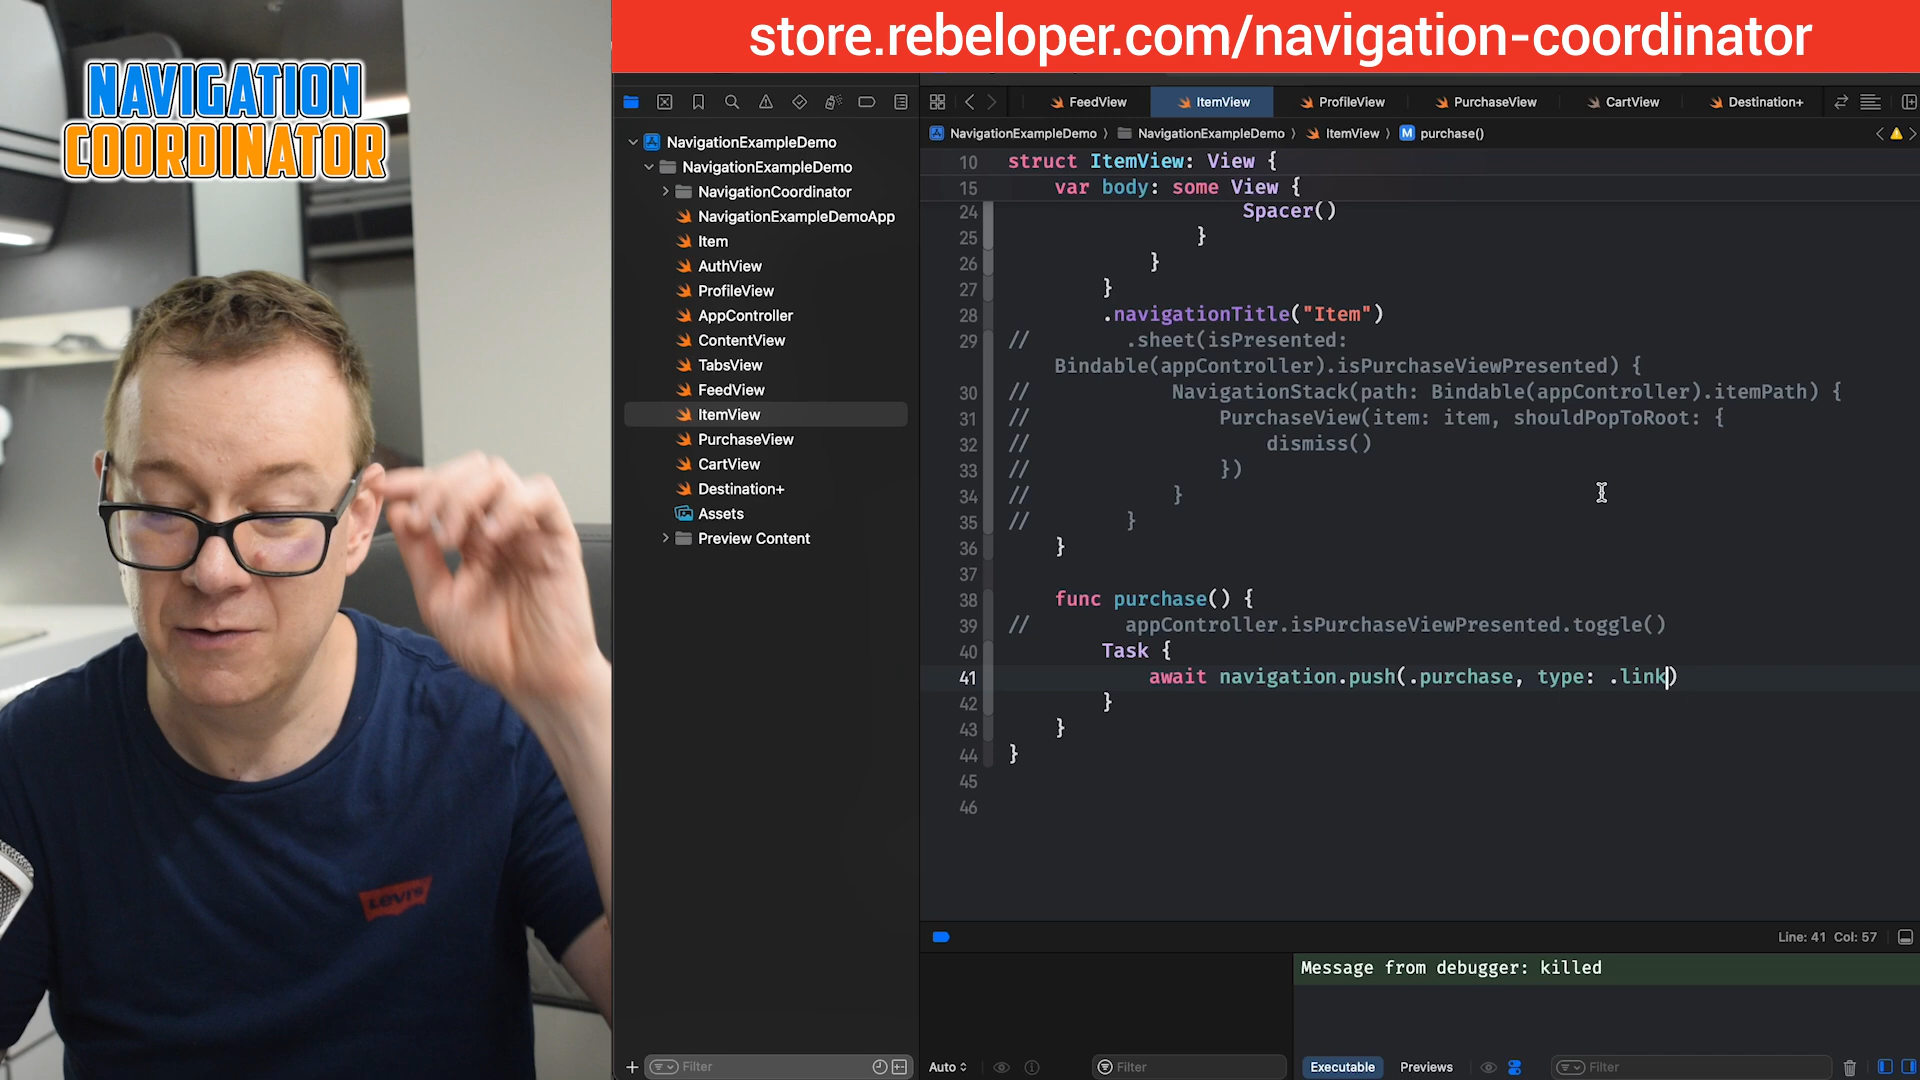 store.rebeloper.com/navigation-coordinator
NAVIGATION
COORDINATOR
LEVI'S
NavigationExampleDemo
NavigationExampleDemo
NavigationCoordinator
NavigationExampleDemoApp
Item
AuthView
ProfileView
AppController
ContentView
TabsView
FeedView
ItemView
PurchaseView
CartView
Destination+
Assets
Preview Content
Filter
FeedView ItemView ProfileView PurchaseView CartView Destination+
NavigationExampleDemo NavigationExampleDemo ItemView M purchase()
10 struct ItemView: View {
15 var body: some View {
24 Spacer()
25 }
26 }
27 }
28 .navigationTitle("Item")
29 // .sheet(isPresented:
Bindable(appController).isPurchaseViewPresented) {
30 // NavigationStack(path: Bindable(appController).itemPath) {
31 // PurchaseView(item: item, shouldPopToRoot: {
32 // dismiss()
33 // })
34 // }
35 // }
36 }
37
38 func purchase() {
39 // appController.isPurchaseViewPresented.toggle()
40 Task {
41 await navigation.push(.purchase, type: .link)
42 }
43 }
44 }
45
46
Line: 41 Col: 57
Message from debugger: killed
Auto Filter Executable Previews Filter